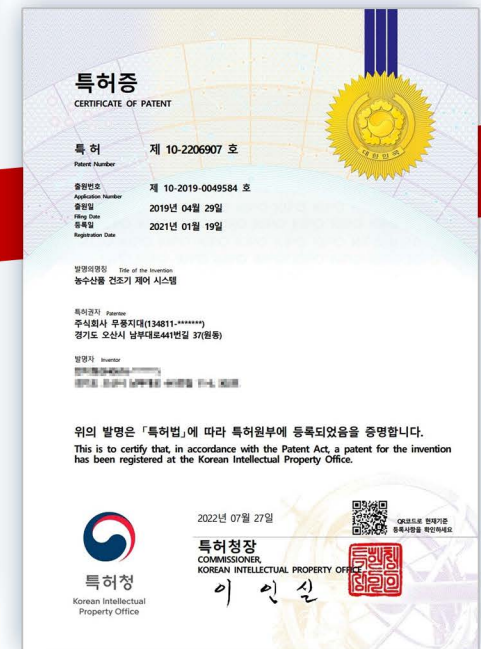 특허증
CERTIFICATE OF PATENT
특 허 제 10-2206907 호
Patent Number
출원번호 제 10-2019-0049584 호
Application Number
출원일 2019년 04월 29일
Filing Date
등록일 2021년 01월 19일
Registration Date
발명의명칭 Title of the Invention
농수산품 건조기 제어 시스템
특허권자 Patentee
주식회사 무풍지대(134811-*******)
경기도 오산시 남부대로441번길 37(원동)
발명자 Inventor
위의 발명은 「특허법」에 따라 특허원부에 등록되었음을 증명합니다.
This is to certify that, in accordance with the Patent Act, a patent for the invention
has been registered at the Korean Intellectual Property Office.
2022년 07월 27일
QR코드로 현재기준
등록사항을 확인하세요
특허청장
COMMISSIONER,
KOREAN INTELLECTUAL PROPERTY OFFICE
이 인 실
특허청
Korean Intellectual
Property Office
대한민국